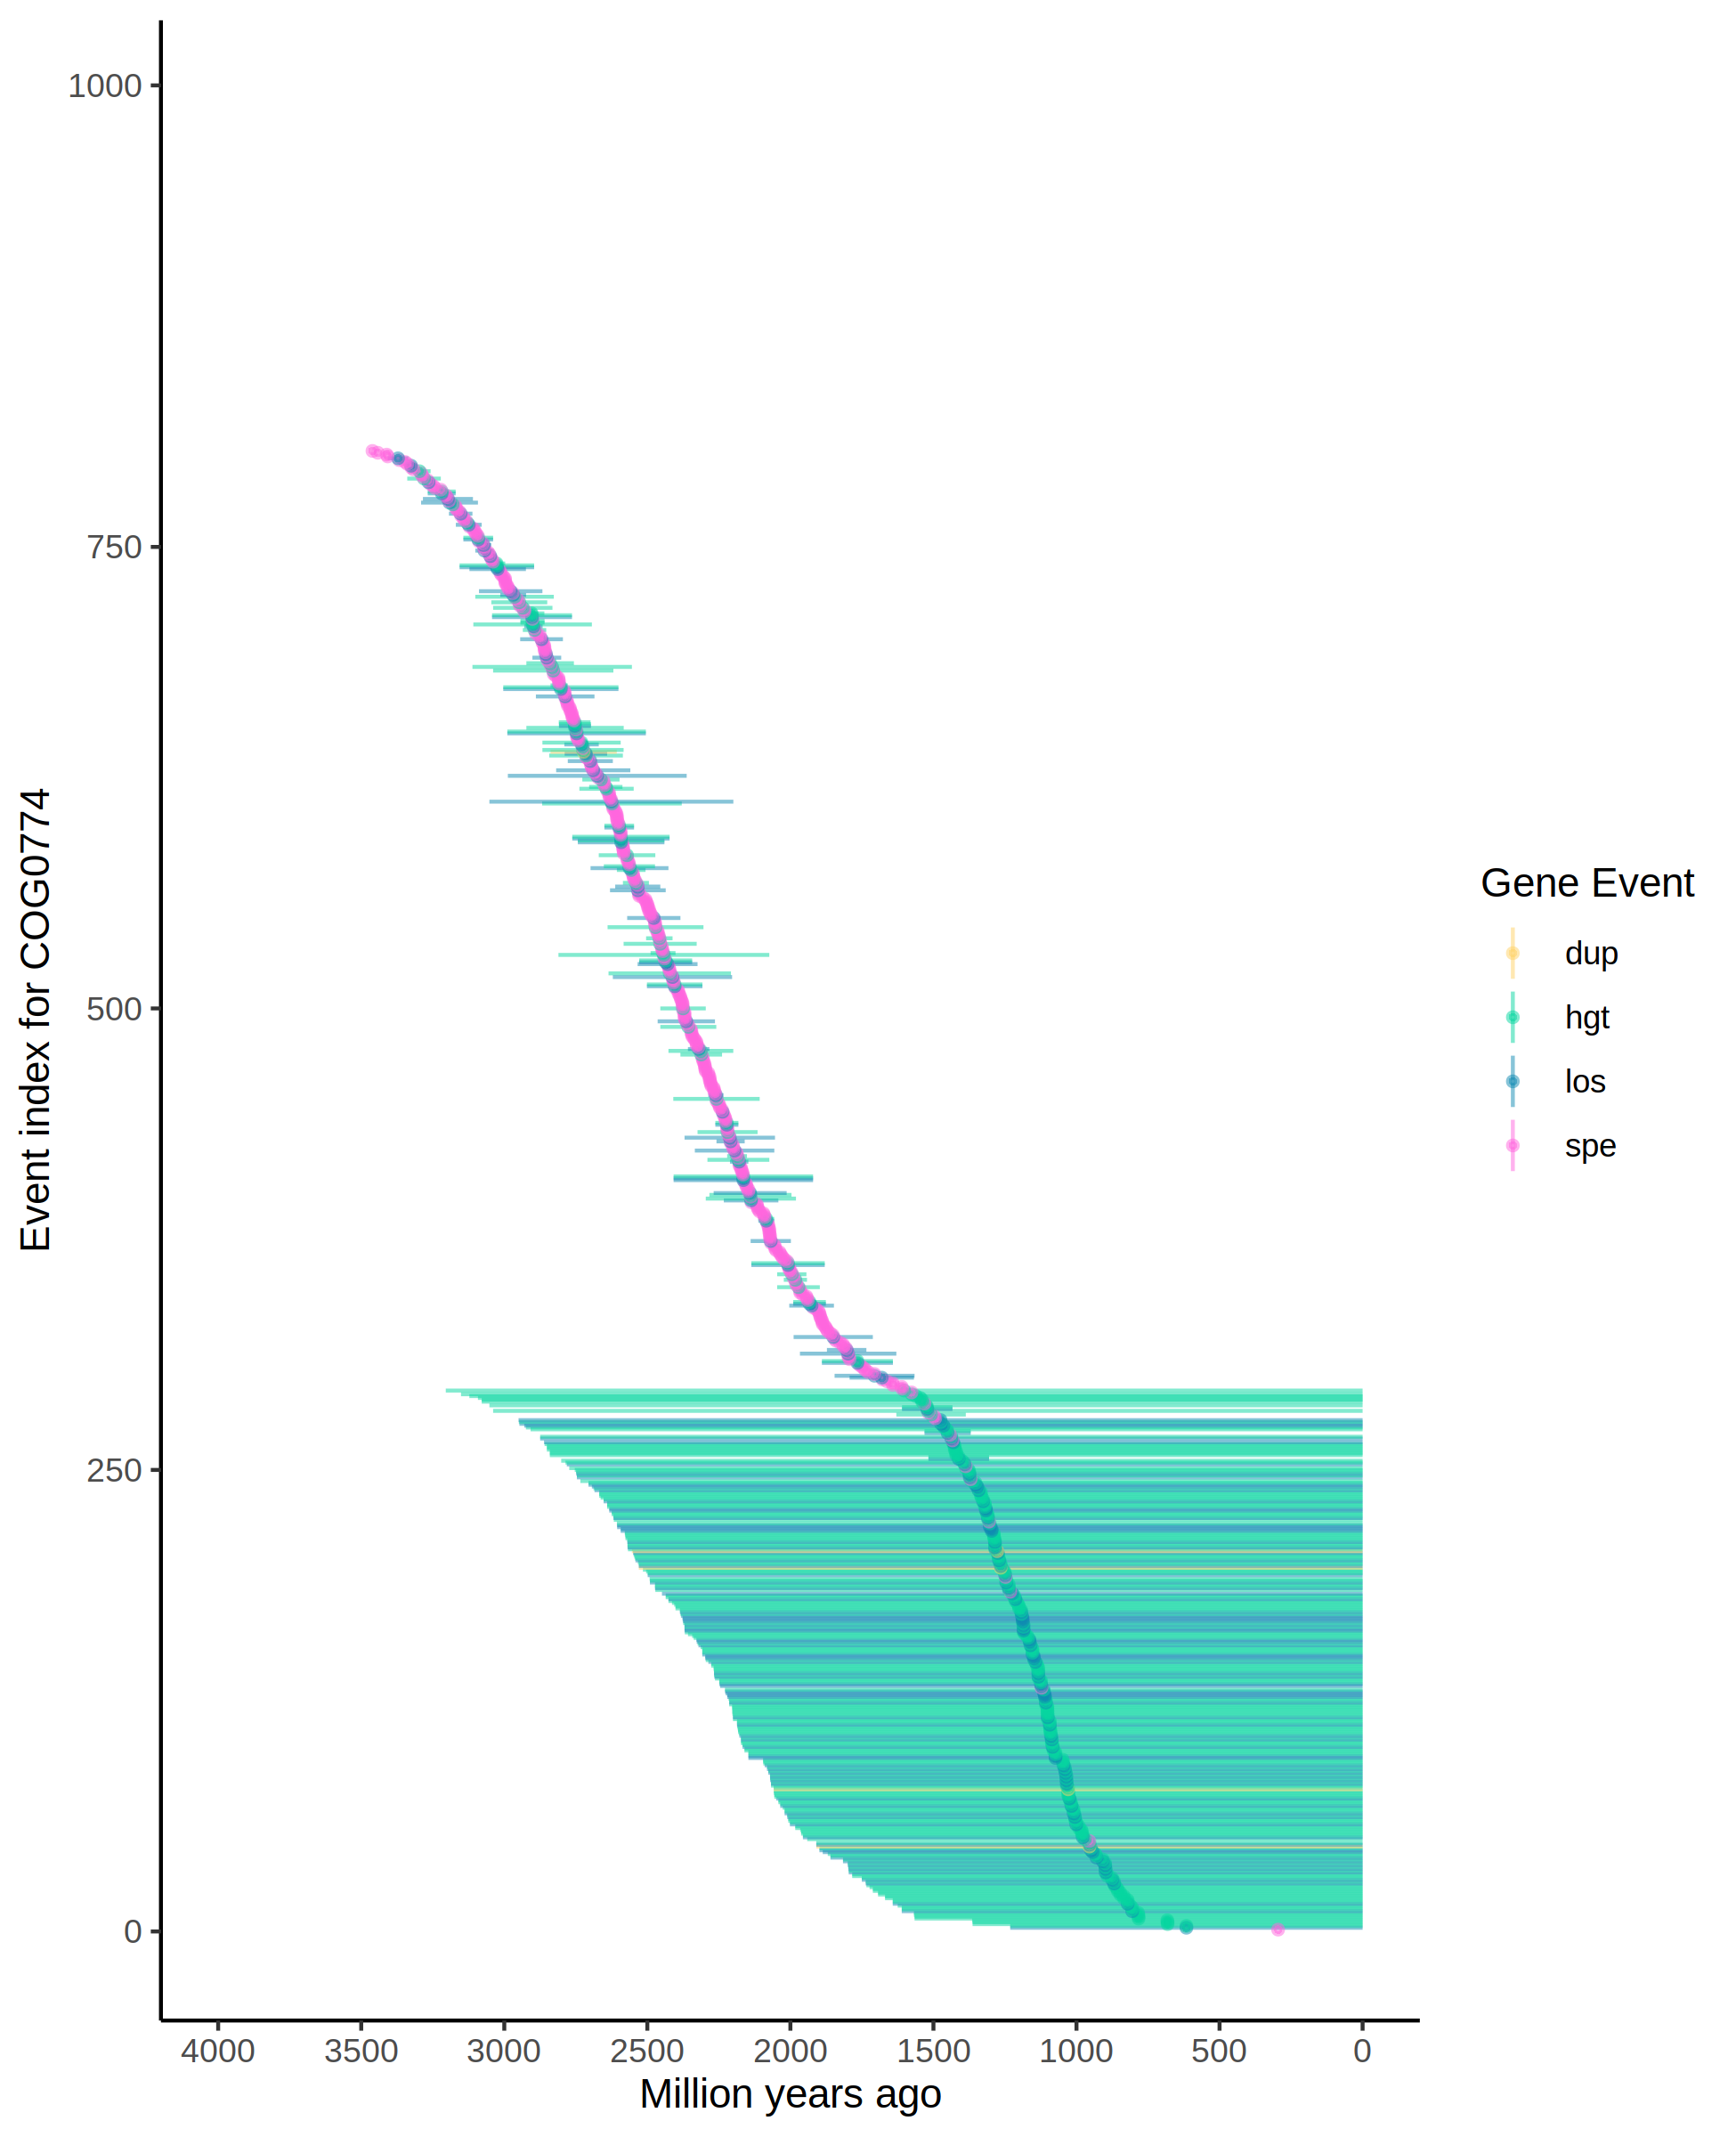 1000
750
500
250
0
Event index for COG0774
4000 3500 3000 2500 2000 1500 1000 500 0
Million years ago
Gene Event
dup
hgt
los
spe